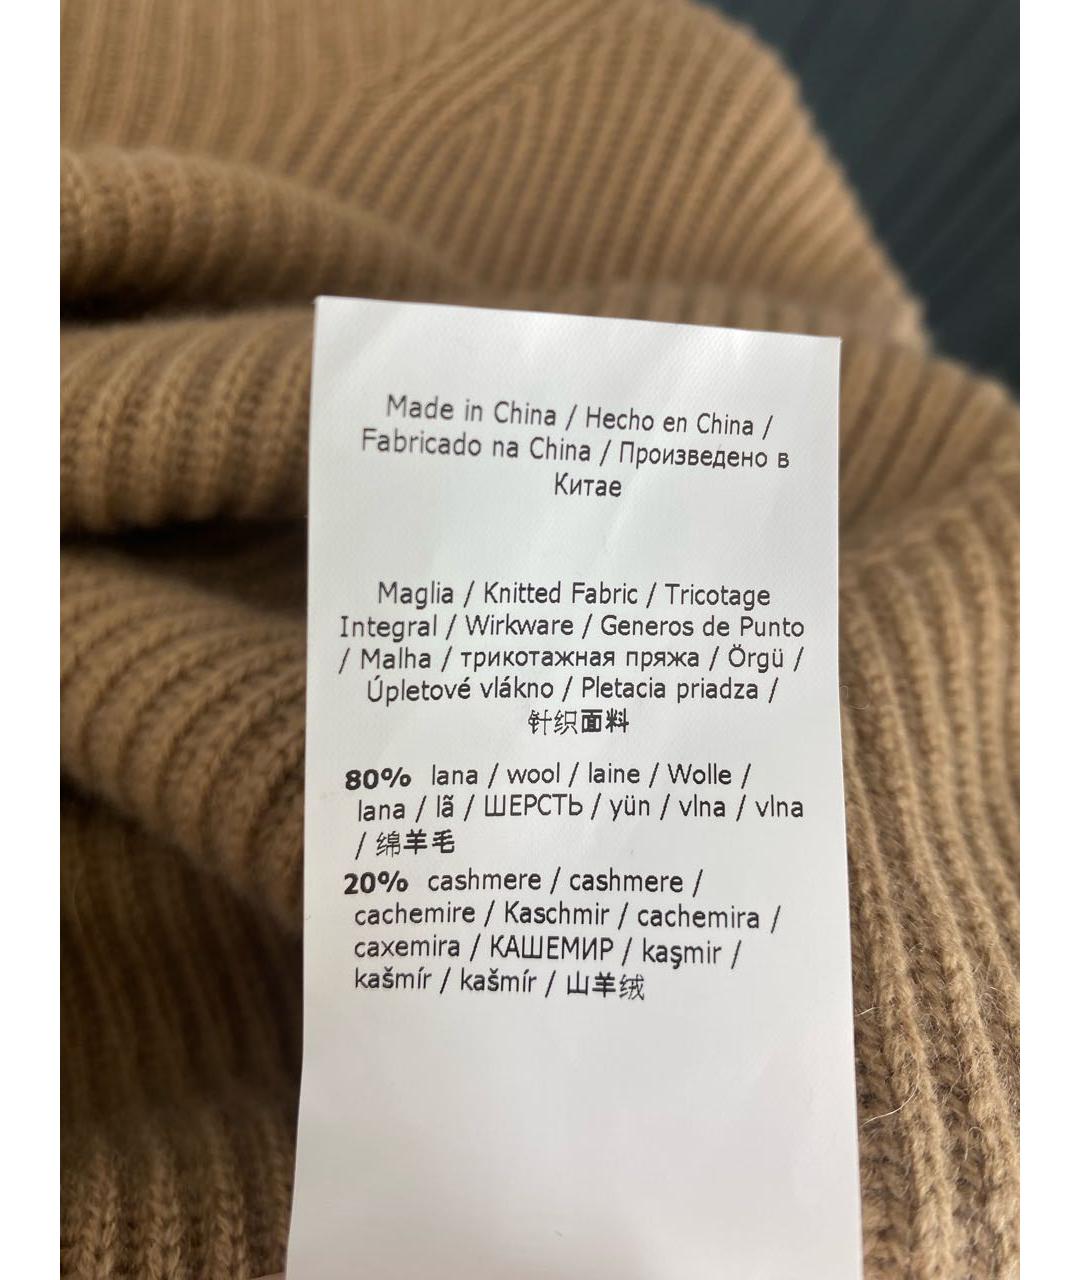 Made in China / Hecho en China /
Fabricado na China / Произведено в
Китае
Maglia / Knitted Fabric / Tricotage
Integral / Wirkware / Generos de Punto
/ Malha / трикотажная пряжа / Örgü /
Úpletové vlákno / Pletacia priadza /
针织面料
80% lana / wool / laine / Wolle /
lana / lã / ШЕРСТЬ / yün / vlna / vlna
/ 绵羊毛
20% cashmere / cashmere /
cachemire / Kaschmir / cachemira /
caxemira / КАШЕМИР / kaşmir /
kašmír / kašmír / 山羊绒